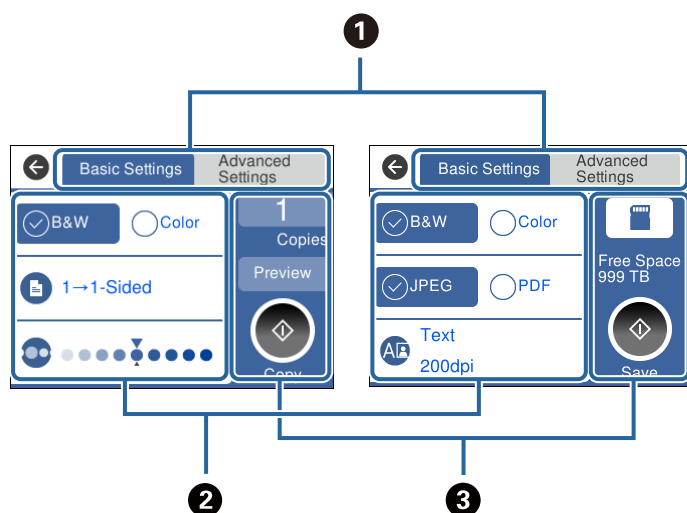 1
Basic Settings
Advanced
Settings
B&W
Color
1→1-Sided
1
Copies
Preview
Copy
Basic Settings
Advanced
Settings
B&W
Color
JPEG
PDF
Text
200dpi
Free Space
999 TB
Save
2
3